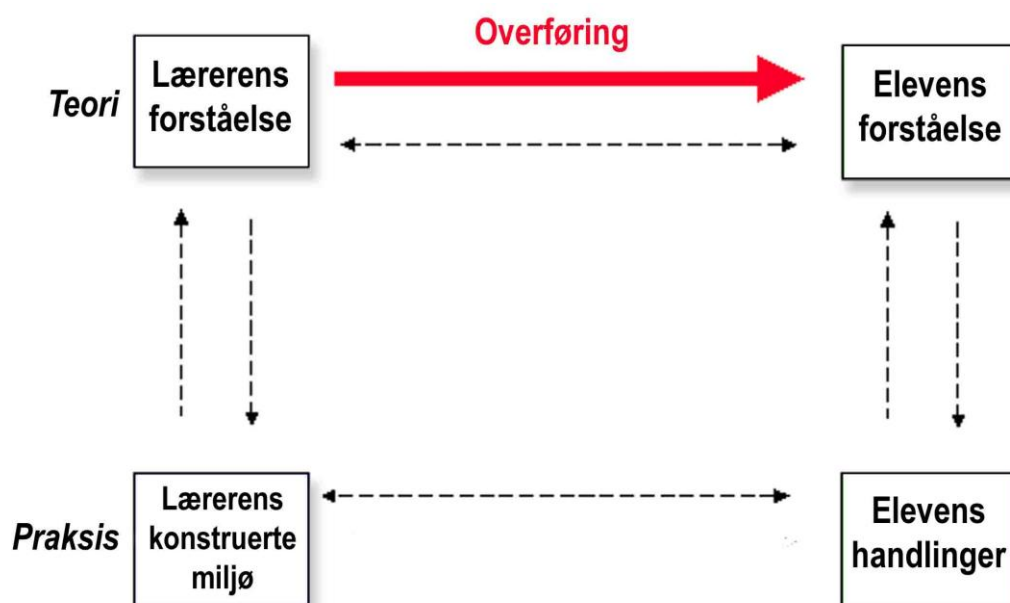 Overføring
Teori
Lærerens
forståelse
Elevens
forståelse
Praksis
Lærerens
konstruerte
miljø
Elevens
handlinger